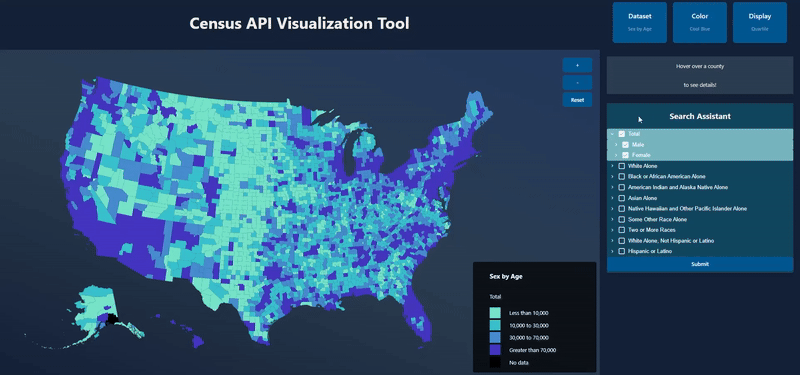 Census API Visualization Tool
Dataset
Sex by Age
Color
Cool Blue
Display
Quartile
+
-
Reset
Hover over a county
to see details!
Search Assistant
Total
Male
Female
White Alone
Black or African American Alone
American Indian and Alaska Native Alone
Asian Alone
Native Hawaiian and Other Pacific Islander Alone
Some Other Race Alone
Two or More Races
White Alone, Not Hispanic or Latino
Hispanic or Latino
Submit
Sex by Age
Total
Less than 10,000
10,000 to 30,000
30,000 to 70,000
Greater than 70,000
No data